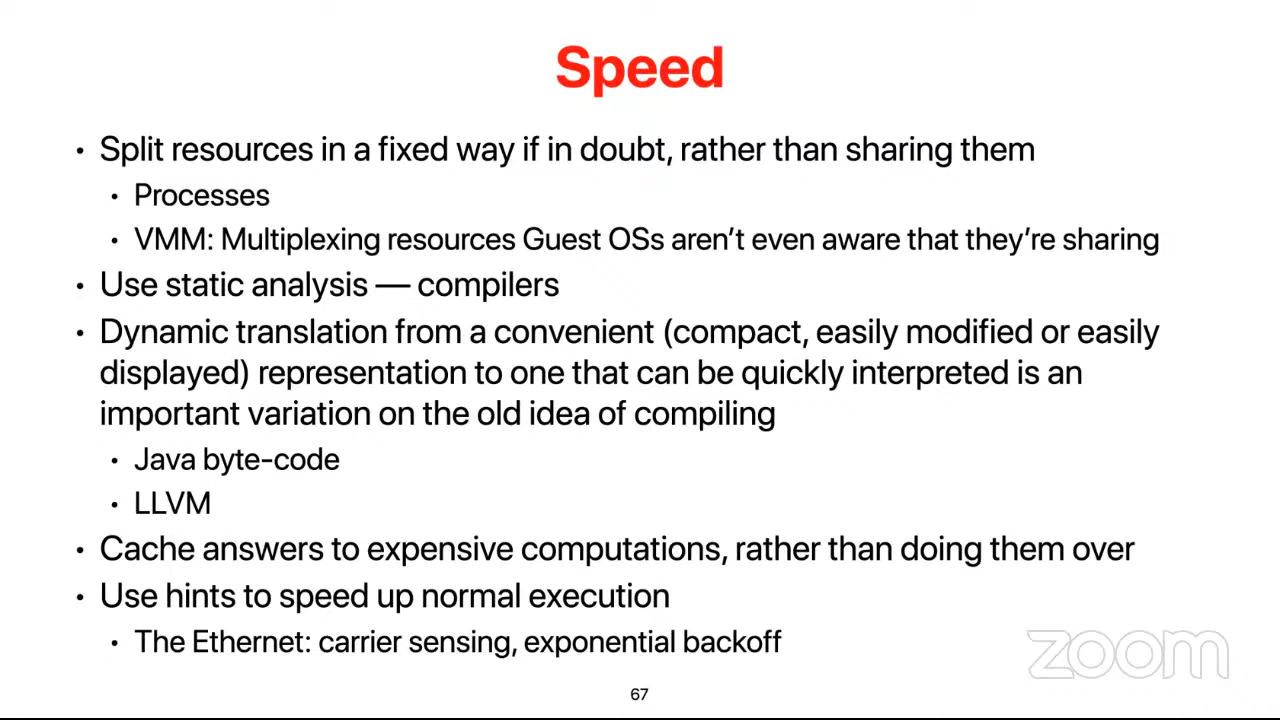 Speed
• Split resources in a fixed way if in doubt, rather than sharing them
• Processes
• VMM: Multiplexing resources Guest OSs aren’t even aware that they’re sharing
• Use static analysis — compilers
• Dynamic translation from a convenient (compact, easily modified or easily
displayed) representation to one that can be quickly interpreted is an
important variation on the old idea of compiling
• Java byte-code
• LLVM
• Cache answers to expensive computations, rather than doing them over
• Use hints to speed up normal execution
• The Ethernet: carrier sensing, exponential backoff
zoom
67